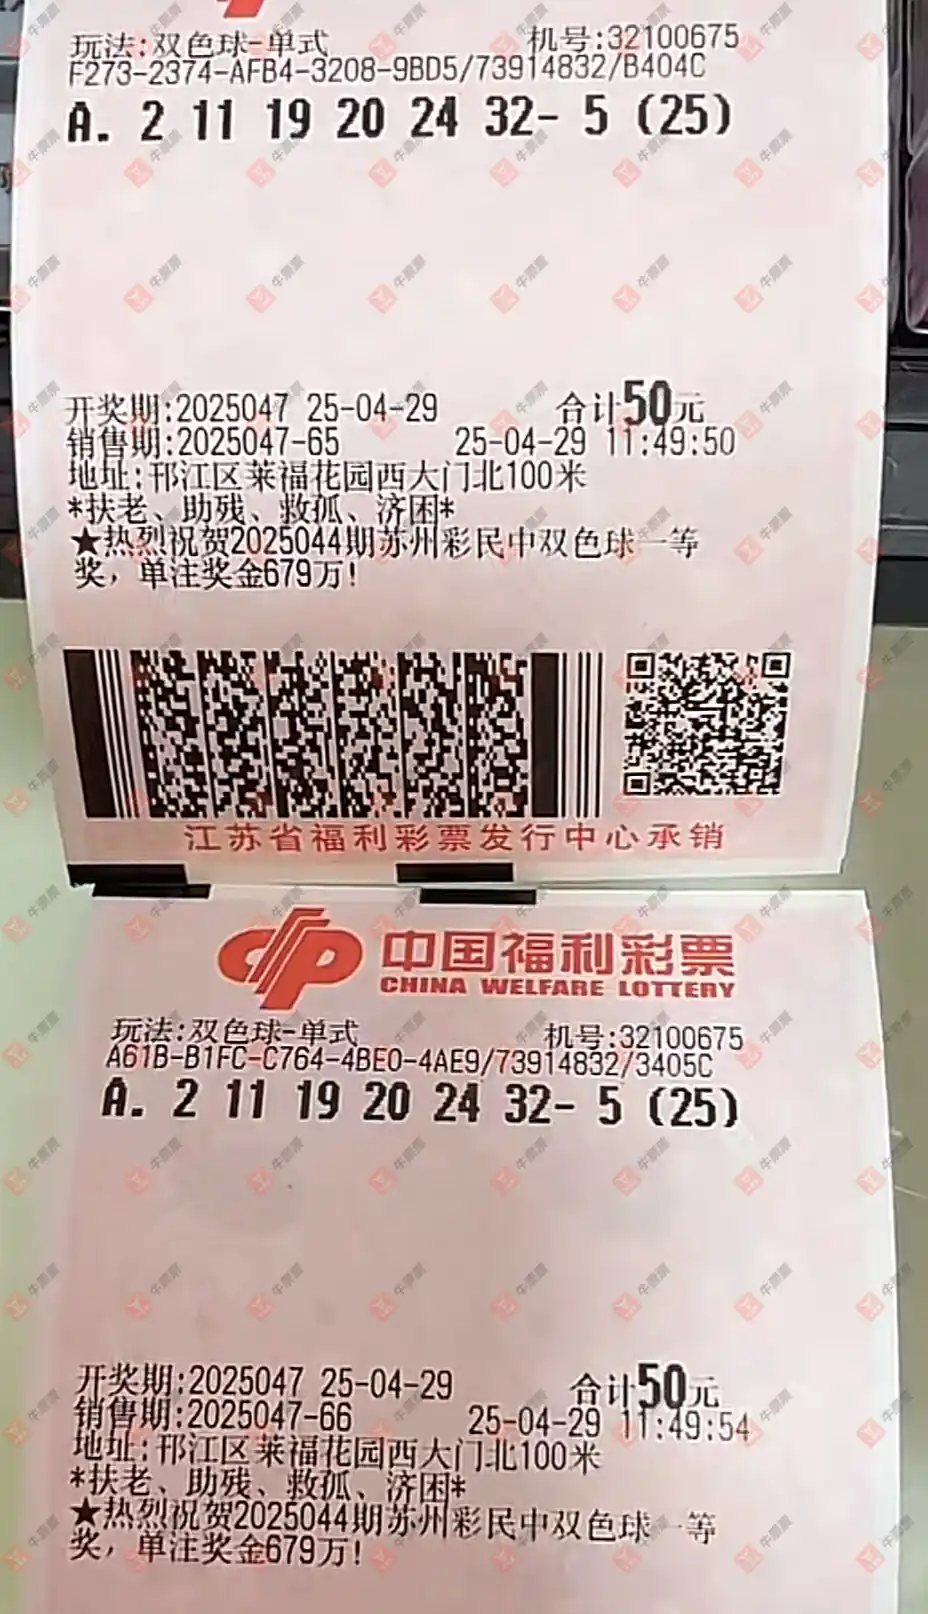 玩法:双色球-单式 机号:32100675
F273-2374-AFB4-3208-9BD5/73914832/B404C
A. 2 11 19 20 24 32- 5 (25)
开奖期:2025047 25-04-29 合计50元
销售期:2025047-65 25-04-29 11:49:50
地址:邗江区莱福花园西大门北100米
*扶老、助残、救孤、济困*
★热烈祝贺2025044期苏州彩民中双色球一等
奖，单注奖金679万!
江苏省福利彩票发行中心承销
中国福利彩票
CHINA WELFARE LOTTERY
玩法:双色球-单式 机号:32100675
A61B-B1FC-C764-4BE0-4AE9/73914832/3405C
A. 2 11 19 20 24 32- 5 (25)
开奖期:2025047 25-04-29 合计50元
销售期:2025047-66 25-04-29 11:49:54
地址:邗江区莱福花园西大门北100米
*扶老、助残、救孤、济困*
★热烈祝贺2025044期苏州彩民中双色球一等
奖，单注奖金679万!